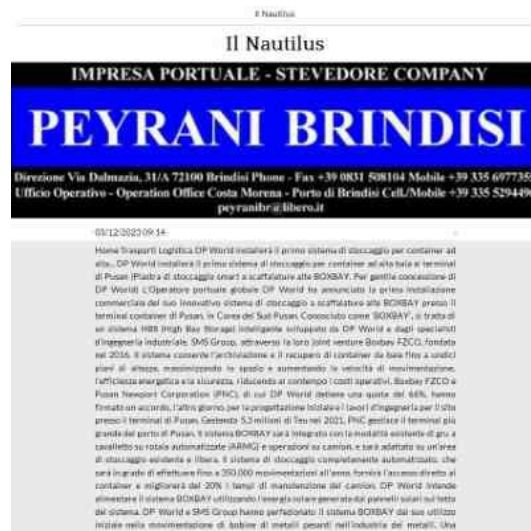 Il Nautilus
Il Nautilus
IMPRESA PORTUALE - STEVEDORE COMPANY
PEYRANI BRINDISI
Direzione Via Dalmazia, 31/A 72100 Brindisi Phone - Fax +39 0831 508104 Mobile +39 335 697735
Ufficio Operativo - Operation Office Costa Morena - Porto di Brindisi Cell./Mobile +39 335 529449
peyranibr@libero.it
03/12/2023 09:14
Home Trasporti Logistica DP World installerà il primo sistema di stoccaggio per container ad
alta... DP World installerà il primo sistema di stoccaggio per container ad alta baia ai terminal
di Pusan (Piastra di stoccaggio smart a scaffalature alte BOXBAY. Per gentile concessione di
DP World) L'Operatore portuale globale DP World ha annunciato la prima installazione
commerciale del suo innovativo sistema di stoccaggio a scaffalature alte BOXBAY presso il
terminal container di Pusan, in Corea del Sud Pusan. Conosciuto come 'BOXBAY', si tratta di
un sistema HBS (High Bay Storage) intelligente sviluppato da DP World e dagli specialisti
d'ingegneria industriale, SMS Group, attraverso la loro joint venture Boxbay FZCO, fondata
nel 2016. Il sistema consente l'archiviazione e il recupero di container da baie fino a undici
piani di altezza, massimizzando lo spazio e aumentando la velocità di movimentazione,
l'efficienza energetica e la sicurezza, riducendo al contempo i costi operativi. Boxbay FZCO e
Pusan Newport Corporation (PNC), di cui DP World detiene una quota del 66%, hanno
firmato un accordo, l'altro giorno, per la progettazione iniziale e i lavori d'ingegneria per il sito
presso il terminal di Pusan. Gestendo 5,3 milioni di Teu nel 2021, PNC gestisce il terminal più
grande del porto di Pusan. Il sistema BOXBAY sarà integrato con la modalità esistente di gru a
cavalletto su rotaie automatizzate (ARMG) e operazioni su camion, e sarà adattato su un'area
di stoccaggio esistente e libera. Il sistema di stoccaggio completamente automatizzato, che
sarà in grado di effettuare fino a 350.000 movimentazioni all'anno, fornirà l'accesso diretto al
container e migliorerà del 20% i tempi di manutenzione del camion. DP World intende
alimentare il sistema BOXBAY utilizzando l'energia solare generata dai pannelli solari sul tetto
del sistema. DP World e SMS Group hanno perfezionato il sistema BOXBAY dal suo utilizzo
iniziale nella movimentazione di bobine di metalli pesanti nell'industria dei metalli. Una